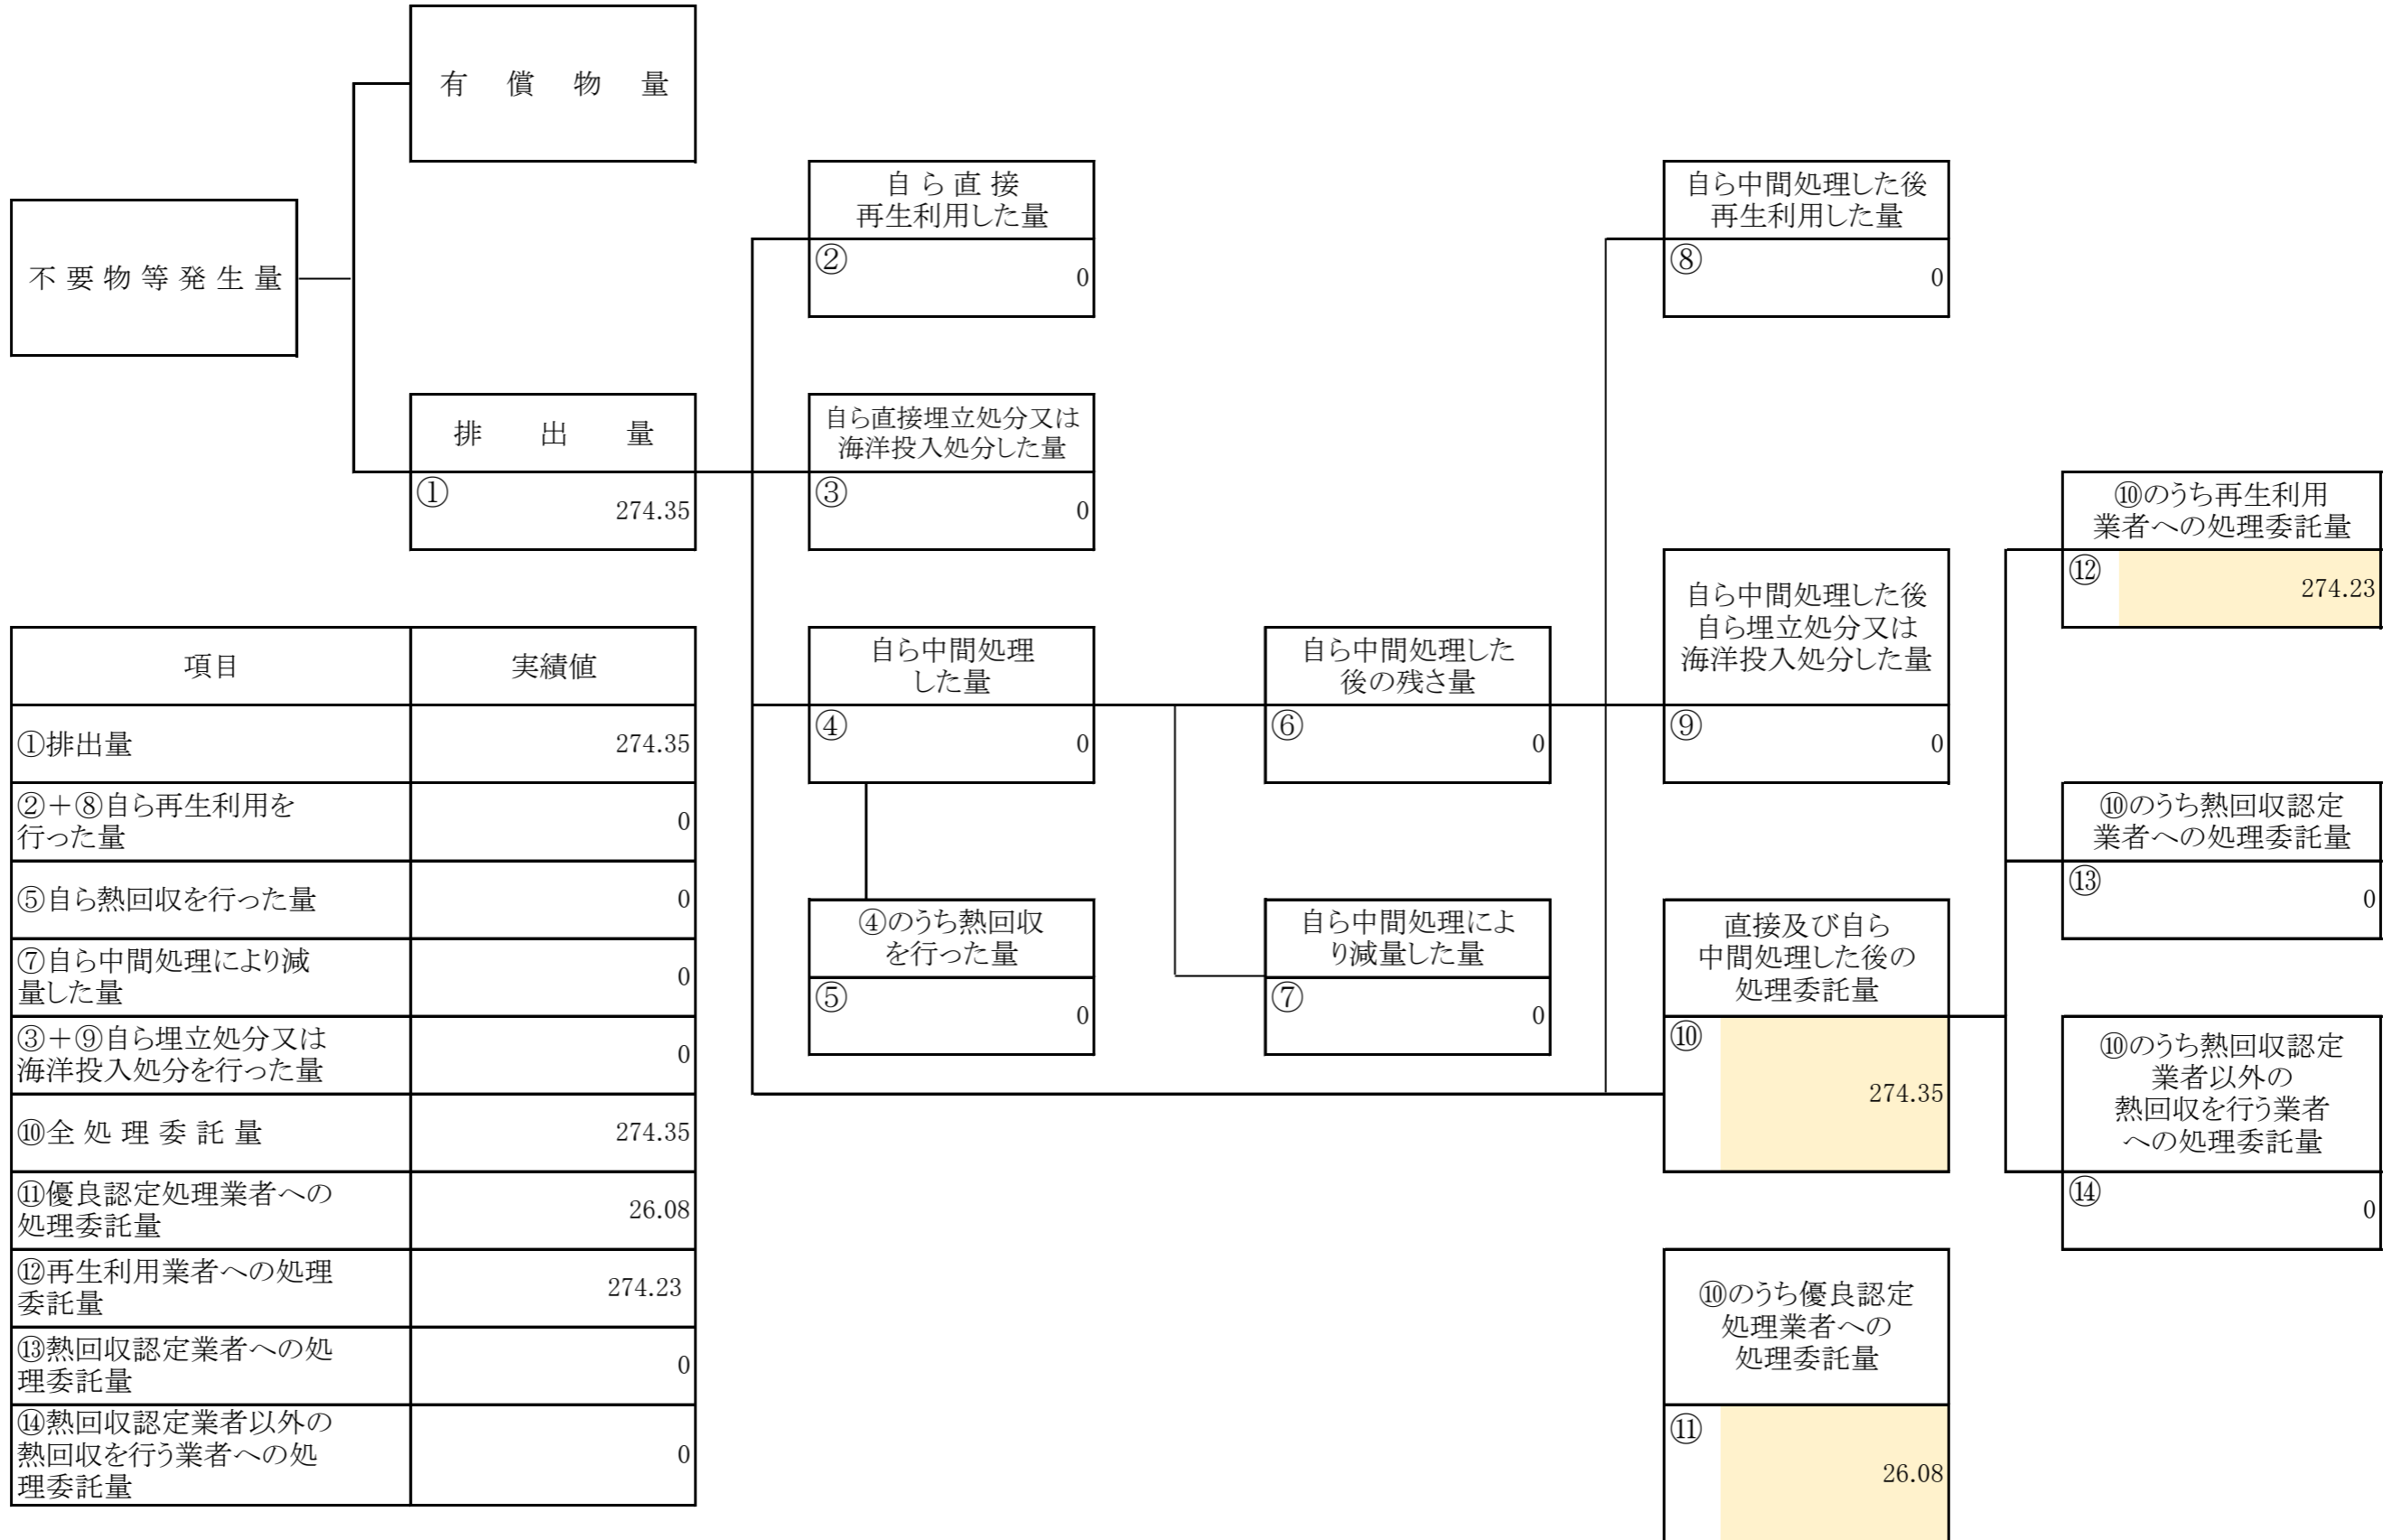 有償物量
不要物等発生量
排出量
①
274.35
自ら直接
再生利用した量
②
0
自ら直接埋立処分又は
海洋投入処分した量
③
0
自ら中間処理
した量
④
0
④のうち熱回収
を行った量
⑤
0
自ら中間処理した
後の残さ量
⑥
0
自ら中間処理によ
り減量した量
⑦
0
自ら中間処理した後
再生利用した量
⑧
0
自ら中間処理した後
自ら埋立処分又は
海洋投入処分した量
⑨
0
直接及び自ら
中間処理した後の
処理委託量
⑩
274.35
⑩のうち優良認定
処理業者への
処理委託量
⑪
26.08
⑩のうち再生利用
業者への処理委託量
⑫
274.23
⑩のうち熱回収認定
業者への処理委託量
⑬
0
⑩のうち熱回収認定
業者以外の
熱回収を行う業者
への処理委託量
⑭
0
項目 実績値
①排出量 274.35
②＋⑧自ら再生利用を
行った量
0
⑤自ら熱回収を行った量 0
⑦自ら中間処理により減
量した量
0
③＋⑨自ら埋立処分又は
海洋投入処分を行った量
0
⑩全処理委託量 274.35
⑪優良認定処理業者への
処理委託量
26.08
⑫再生利用業者への処理
委託量
274.23
⑬熱回収認定業者への処
理委託量
0
⑭熱回収認定業者以外の
熱回収を行う業者への処
理委託量
0